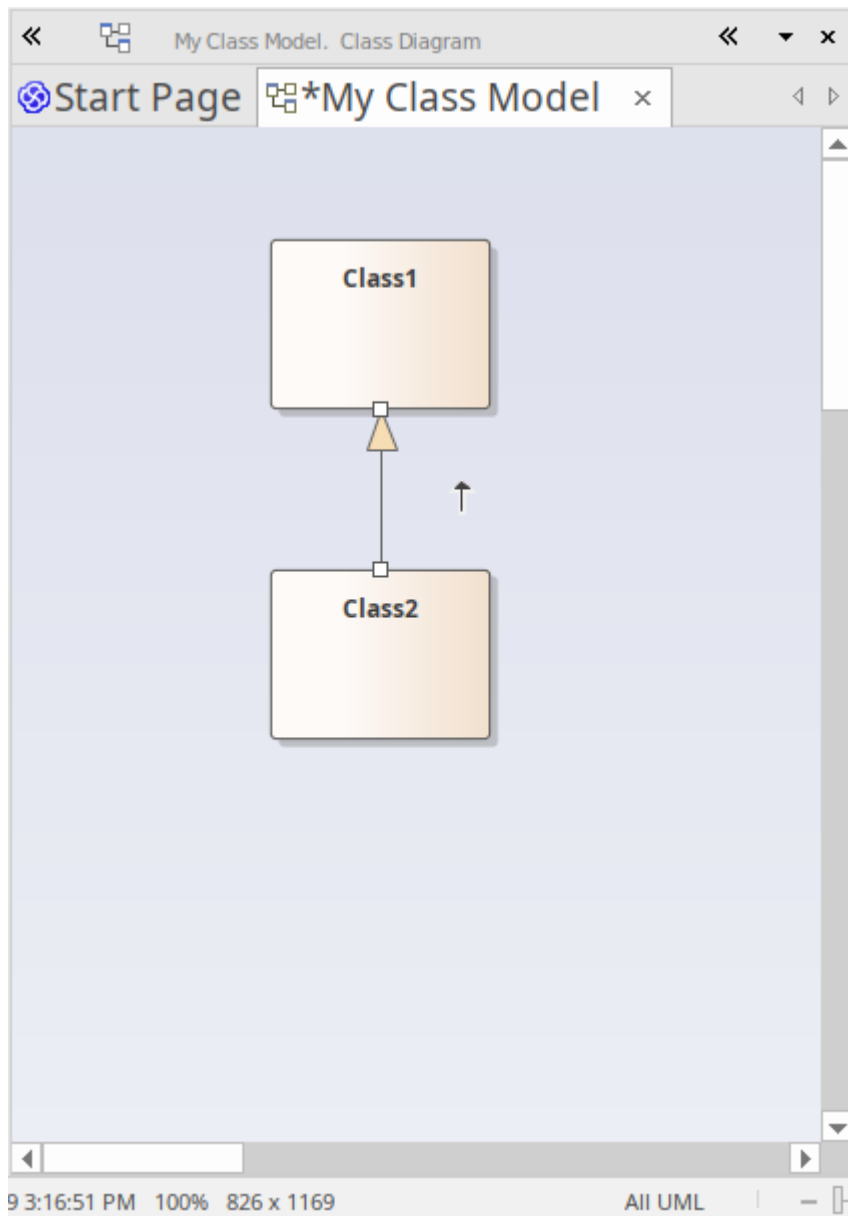 My Class Model. Class Diagram
Start Page *My Class Model
Class1
Class2
9 3:16:51 PM 100% 826 x 1169 All UML